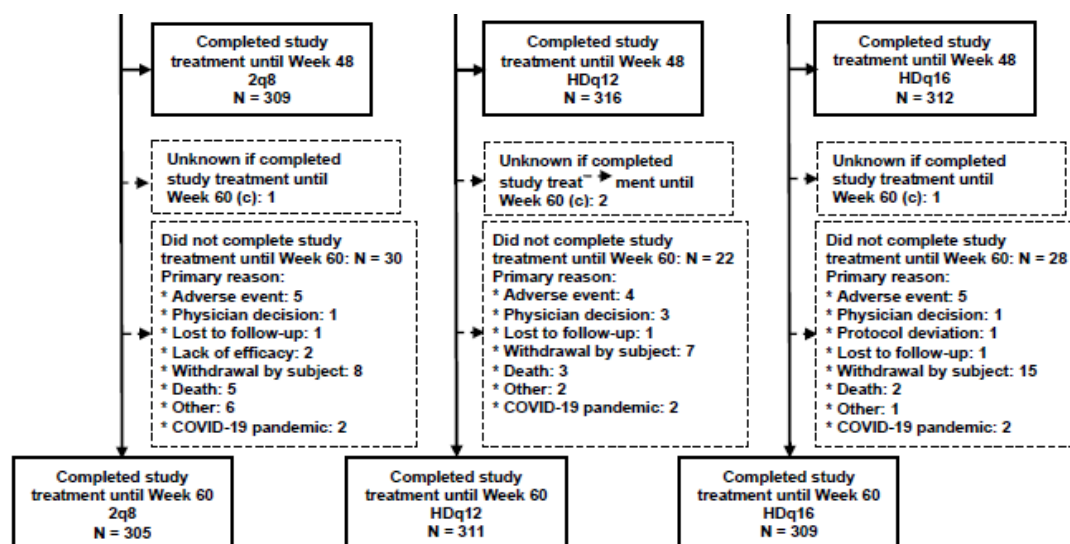 Completed study
treatment until Week 48
2q8
N = 309
Completed study
treatment until Week 48
HDq12
N = 316
Completed study
treatment until Week 48
HDq16
N = 312
Unknown if completed
study treatment until
Week 60 (c): 1
Unknown if completed
study treat ment until
Week 60 (c): 2
Unknown if completed
study treatment until
Week 60 (c): 1
Did not complete study
treatment until Week 60: N = 30
Primary reason:
* Adverse event: 5
* Physician decision: 1
* Lost to follow-up: 1
* Lack of efficacy: 2
* Withdrawal by subject: 8
* Death: 5
* Other: 6
* COVID-19 pandemic: 2
Did not complete study
treatment until Week 60: N = 22
Primary reason:
* Adverse event: 4
* Physician decision: 3
* Lost to follow-up: 1
* Withdrawal by subject: 7
* Death: 3
* Other: 2
* COVID-19 pandemic: 2
Did not complete study
treatment until Week 60: N = 28
Primary reason:
* Adverse event: 5
* Physician decision: 1
* Protocol deviation: 1
* Lost to follow-up: 1
* Withdrawal by subject: 15
* Death: 2
* Other: 1
* COVID-19 pandemic: 2
Completed study
treatment until Week 60
2q8
N = 305
Completed study
treatment until Week 60
HDq12
N = 311
Completed study
treatment until Week 60
HDq16
N = 309